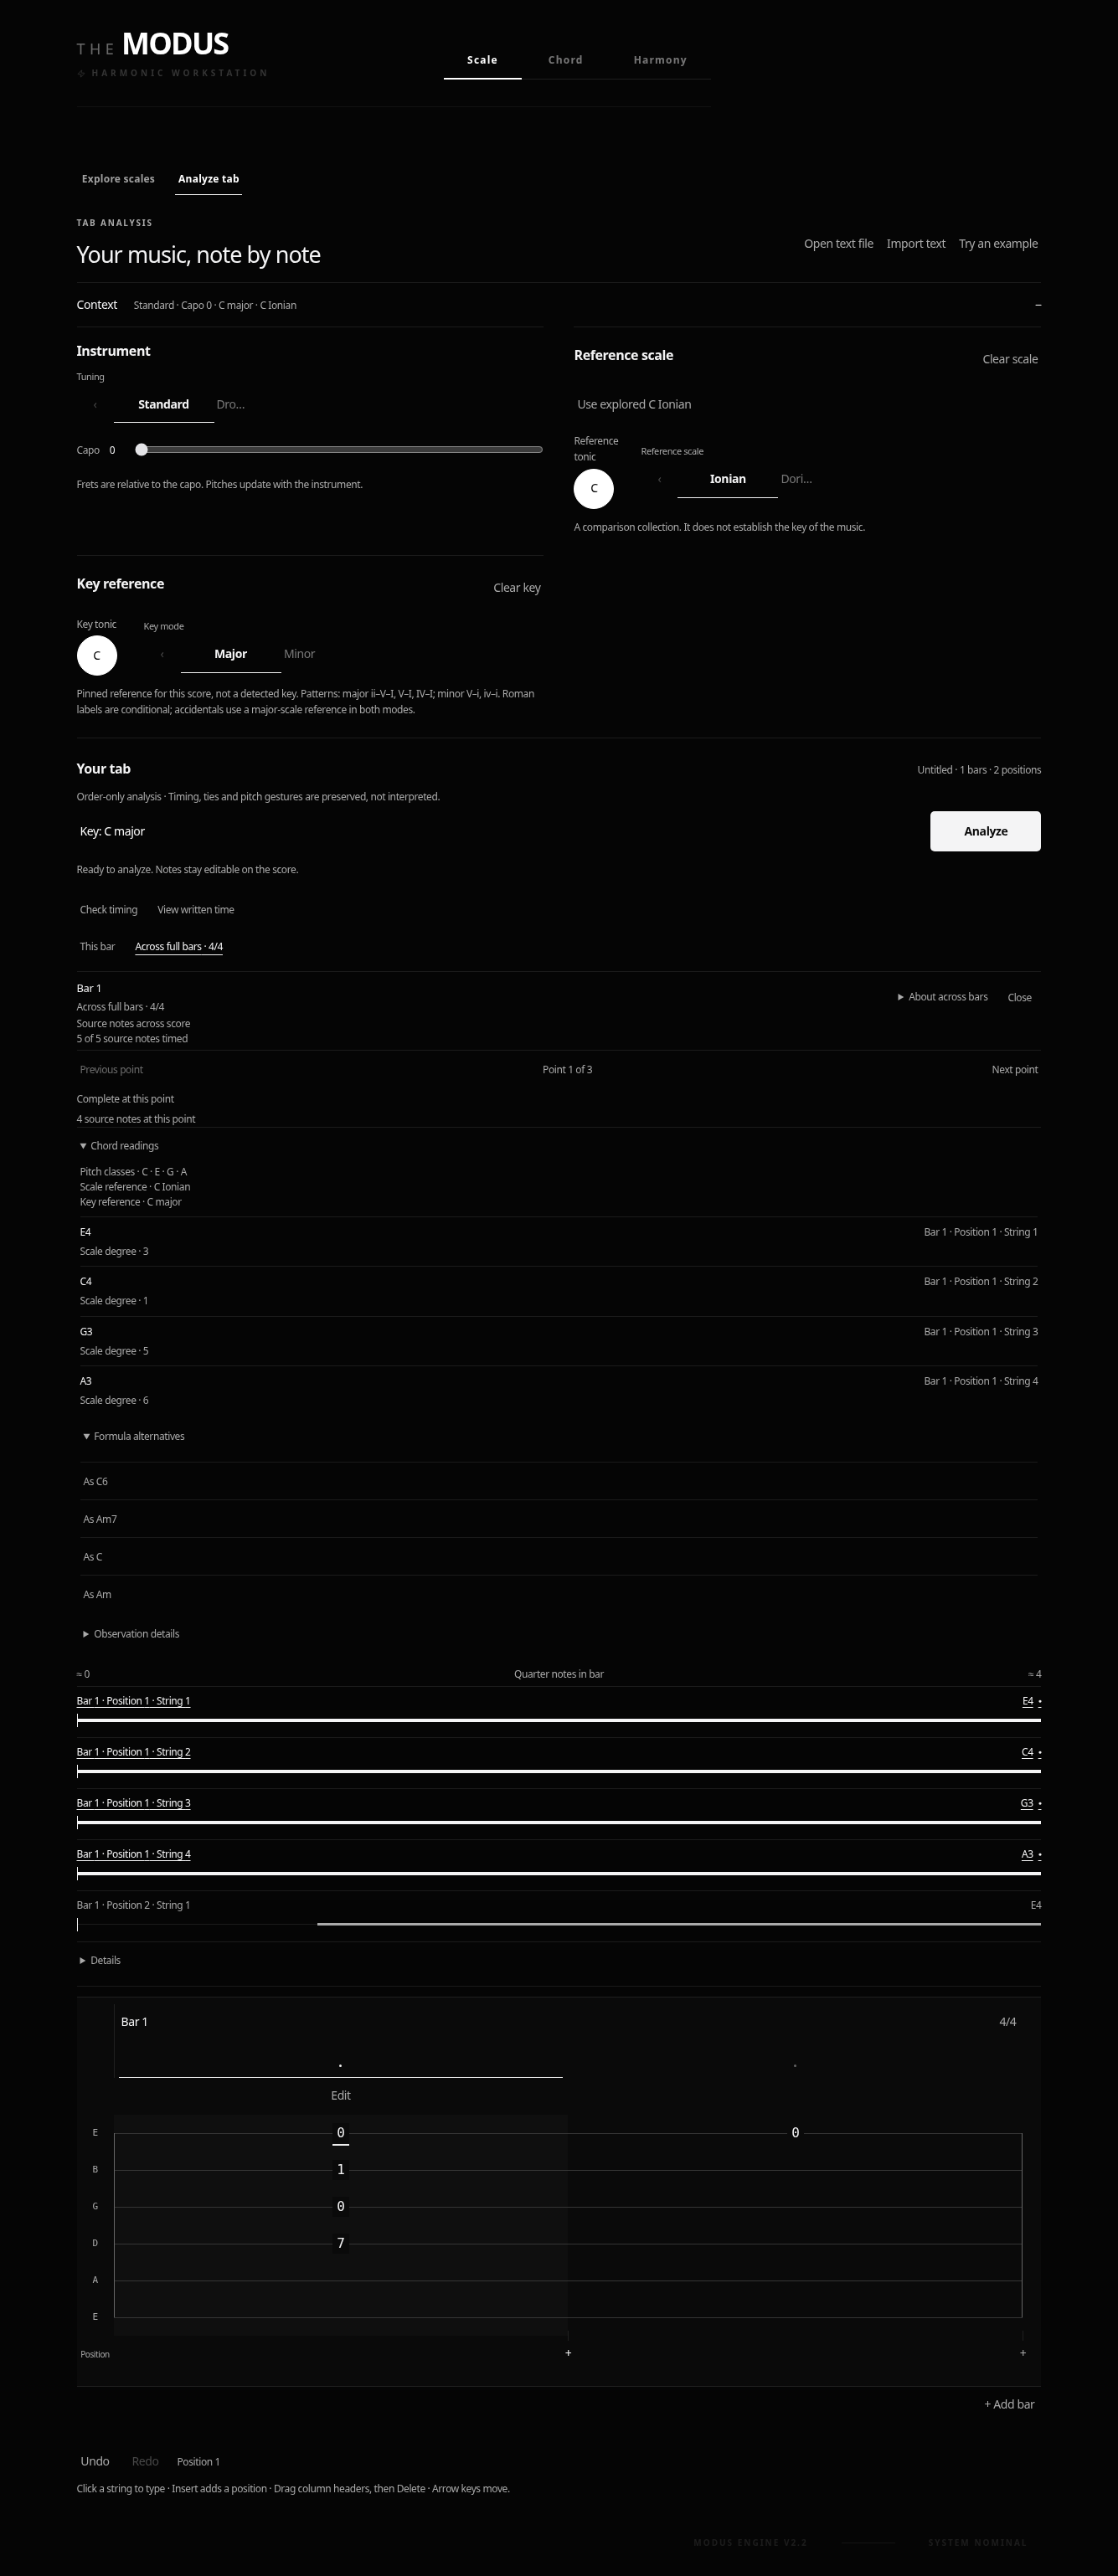 THE MODUS
HARMONIC WORKSTATION
Scale Chord Harmony
Explore scales Analyze tab
TAB ANALYSIS
Your music, note by note
Open text file Import text Try an example
Context Standard · Capo 0 · C major · C Ionian –
Instrument
Tuning
‹ Standard Dro...
Capo 0
Frets are relative to the capo. Pitches update with the instrument.
Reference scale Clear scale
Use explored C Ionian
Reference tonic
Reference scale
C ‹ Ionian Dori...
A comparison collection. It does not establish the key of the music.
Key reference Clear key
Key tonic Key mode
C ‹ Major Minor
Pinned reference for this score, not a detected key. Patterns: major ii–V–I, V–I, IV–I; minor V–i, iv–i. Roman
labels are conditional; accidentals use a major-scale reference in both modes.
Your tab Untitled · 1 bars · 2 positions
Order-only analysis · Timing, ties and pitch gestures are preserved, not interpreted.
Key: C major Analyze
Ready to analyze. Notes stay editable on the score.
Check timing View written time
This bar Across full bars · 4/4
Bar 1
Across full bars · 4/4
Source notes across score
5 of 5 source notes timed
▶ About across bars Close
Previous point Point 1 of 3 Next point
Complete at this point
4 source notes at this point
▼ Chord readings
Pitch classes · C · E · G · A
Scale reference · C Ionian
Key reference · C major
E4 Bar 1 · Position 1 · String 1
Scale degree · 3
C4 Bar 1 · Position 1 · String 2
Scale degree · 1
G3 Bar 1 · Position 1 · String 3
Scale degree · 5
A3 Bar 1 · Position 1 · String 4
Scale degree · 6
▼ Formula alternatives
As C6
As Am7
As C
As Am
▶ Observation details
≈ 0 Quarter notes in bar ≈ 4
Bar 1 · Position 1 · String 1 E4 •
Bar 1 · Position 1 · String 2 C4 •
Bar 1 · Position 1 · String 3 G3 •
Bar 1 · Position 1 · String 4 A3 •
Bar 1 · Position 2 · String 1 E4
▶ Details
Bar 1 4/4
· ·
Edit
E 0 0
B 1
G 0
D 7
A
E
Position + +
+ Add bar
Undo Redo Position 1
Click a string to type · Insert adds a position · Drag column headers, then Delete · Arrow keys move.
MODUS ENGINE V2.2 SYSTEM NOMINAL